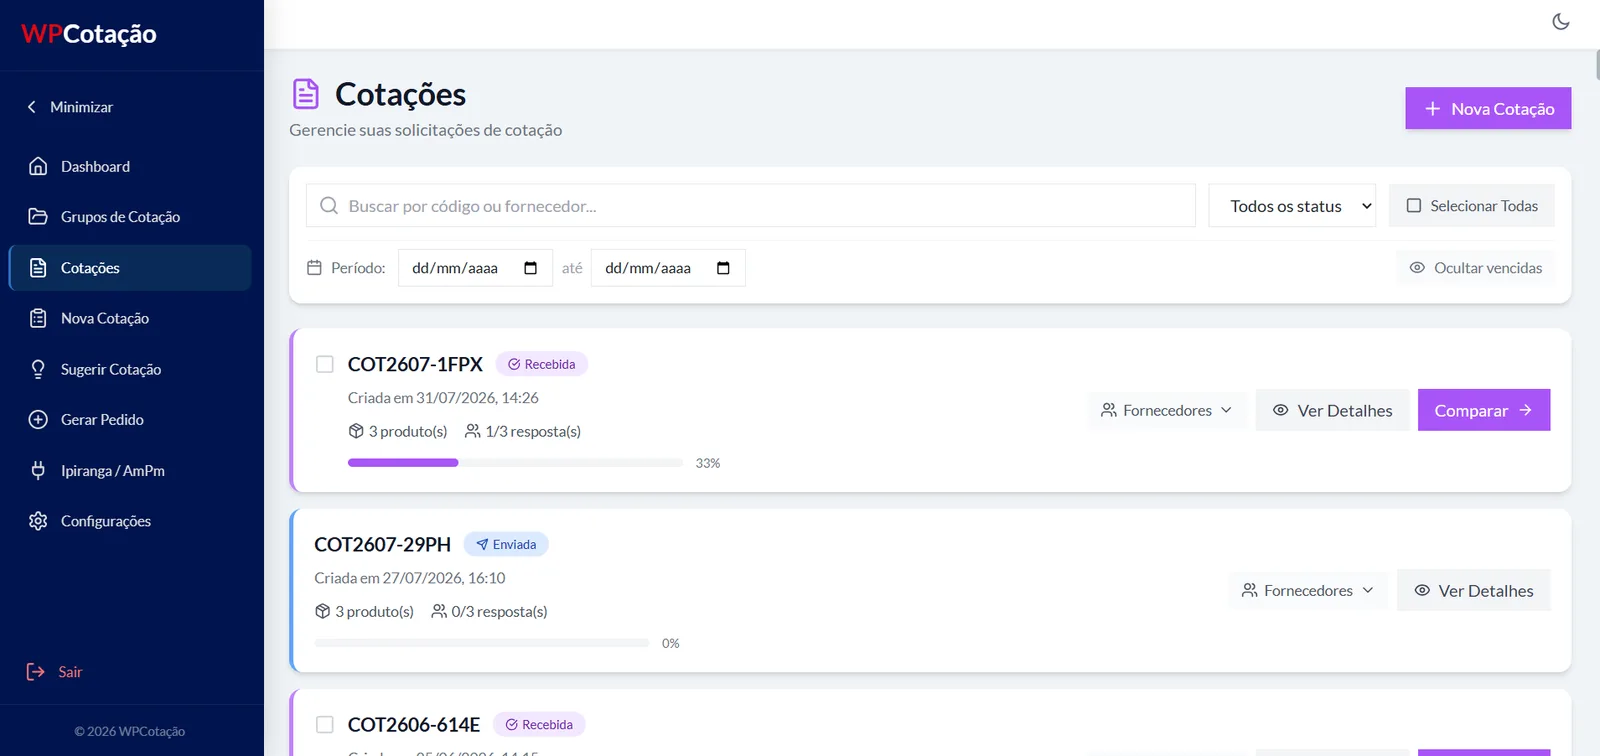 WPCotação
Minimizar
Dashboard
Grupos de Cotação
Cotações
Nova Cotação
Sugerir Cotação
Gerar Pedido
Ipiranga / AmPm
Configurações
Sair
© 2026 WPCotação
Cotações
Gerencie suas solicitações de cotação
Nova Cotação
Buscar por código ou fornecedor...
Todos os status
Selecionar Todas
Período: dd/mm/aaaa até dd/mm/aaaa
Ocultar vencidas
COT2607-1FPX Recebida
Criada em 31/07/2026, 14:26
3 produto(s) 1/3 resposta(s)
33%
Fornecedores Ver Detalhes Comparar
COT2607-29PH Enviada
Criada em 27/07/2026, 16:10
3 produto(s) 0/3 resposta(s)
0%
Fornecedores Ver Detalhes
COT2606-614E Recebida